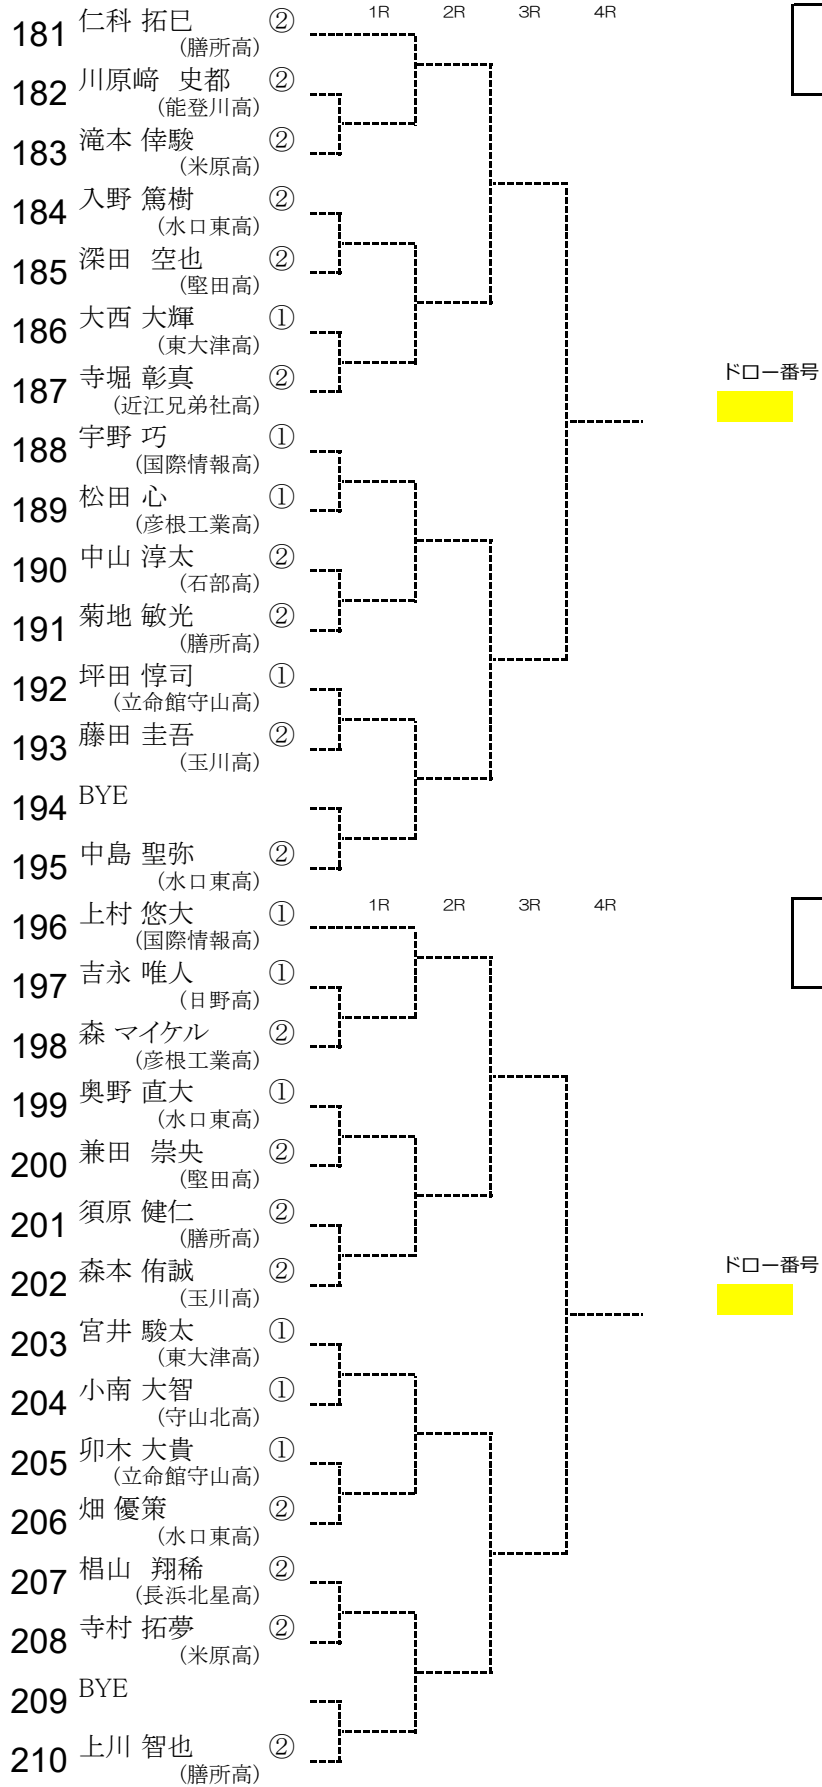 1R 2R 3R 4R
181 仁科 拓巳 ②
(膳所高)
182 川原﨑 史都 ②
(能登川高)
183 滝本 倖駿 ②
(米原高)
184 入野 篤樹 ②
(水口東高)
185 深田 空也 ②
(堅田高)
186 大西 大輝 ①
(東大津高)
187 寺堀 彰真 ②
(近江兄弟社高)
ドロー番号
188 宇野 巧 ①
(国際情報高)
189 松田 心 ①
(彦根工業高)
190 中山 淳太 ②
(石部高)
191 菊地 敏光 ②
(膳所高)
192 坪田 惇司 ①
(立命館守山高)
193 藤田 圭吾 ②
(玉川高)
194 BYE
195 中島 聖弥 ②
(水口東高)
1R 2R 3R 4R
196 上村 悠大 ①
(国際情報高)
197 吉永 唯人 ①
(日野高)
198 森 マイケル ②
(彦根工業高)
199 奥野 直大 ①
(水口東高)
200 兼田 崇央 ②
(堅田高)
201 須原 健仁 ②
(膳所高)
202 森本 侑誠 ②
(玉川高)
ドロー番号
203 宮井 駿太 ①
(東大津高)
204 小南 大智 ①
(守山北高)
205 卯木 大貴 ①
(立命館守山高)
206 畑 優策 ②
(水口東高)
207 椙山 翔稀 ②
(長浜北星高)
208 寺村 拓夢 ②
(米原高)
209 BYE
210 上川 智也 ②
(膳所高)